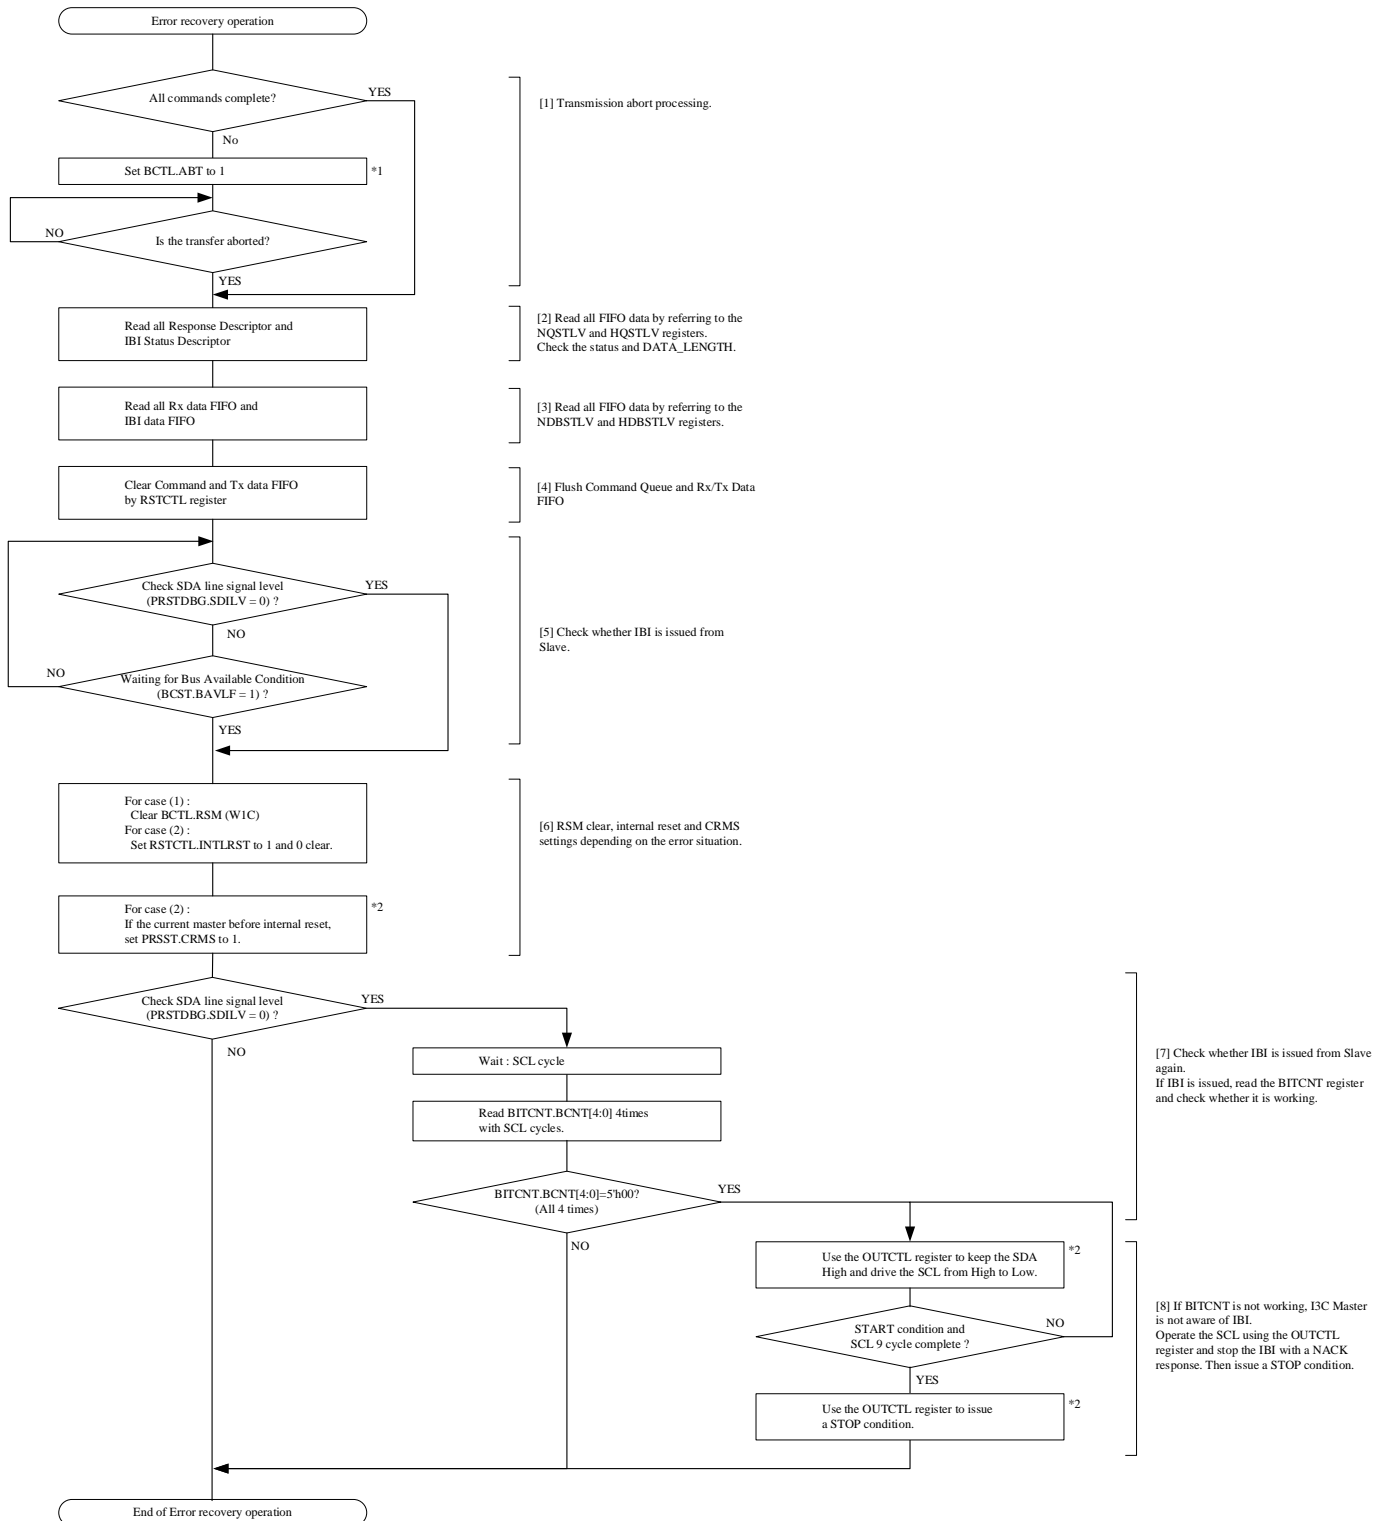 Error recovery operation
All commands complete?
YES
[1] Transmission abort processing.
No
Set BCTL.ABT to 1
*1
NO
Is the transfer aborted?
YES
Read all Response Descriptor and
IBI Status Descriptor
[2] Read all FIFO data by referring to the
NQSTLV and HQSTLV registers.
Check the status and DATA_LENGTH.
Read all Rx data FIFO and
IBI data FIFO
[3] Read all FIFO data by referring to the
NDBSTLV and HDBSTLV registers.
Clear Command and Tx data FIFO
by RSTCTL register
[4] Flush Command Queue and Rx/Tx Data
FIFO
Check SDA line signal level
(PRSTDBG.SDILV = 0) ?
YES
NO
[5] Check whether IBI is issued from
Slave.
NO
Waiting for Bus Available Condition
(BCST.BAVLF = 1) ?
YES
For case (1) :
Clear BCTL.RSM (W1C)
For case (2) :
Set RSTCTL.INTLRST to 1 and 0 clear.
[6] RSM clear, internal reset and CRMS
settings depending on the error situation.
For case (2) :
If the current master before internal reset,
set PRSST.CRMS to 1.
*2
Check SDA line signal level
(PRSTDBG.SDILV = 0) ?
YES
NO
Wait : SCL cycle
[7] Check whether IBI is issued from Slave
again.
If IBI is issued, read the BITCNT register
and check whether it is working.
Read BITCNT.BCNT[4:0] 4times
with SCL cycles.
BITCNT.BCNT[4:0]=5'h00?
(All 4 times)
YES
NO
Use the OUTCTL register to keep the SDA
High and drive the SCL from High to Low.
*2
START condition and
SCL 9 cycle complete ?
NO
YES
[8] If BITCNT is not working, I3C Master
is not aware of IBI.
Operate the SCL using the OUTCTL
register and stop the IBI with a NACK
response. Then issue a STOP condition.
Use the OUTCTL register to issue
a STOP condition.
*2
End of Error recovery operation